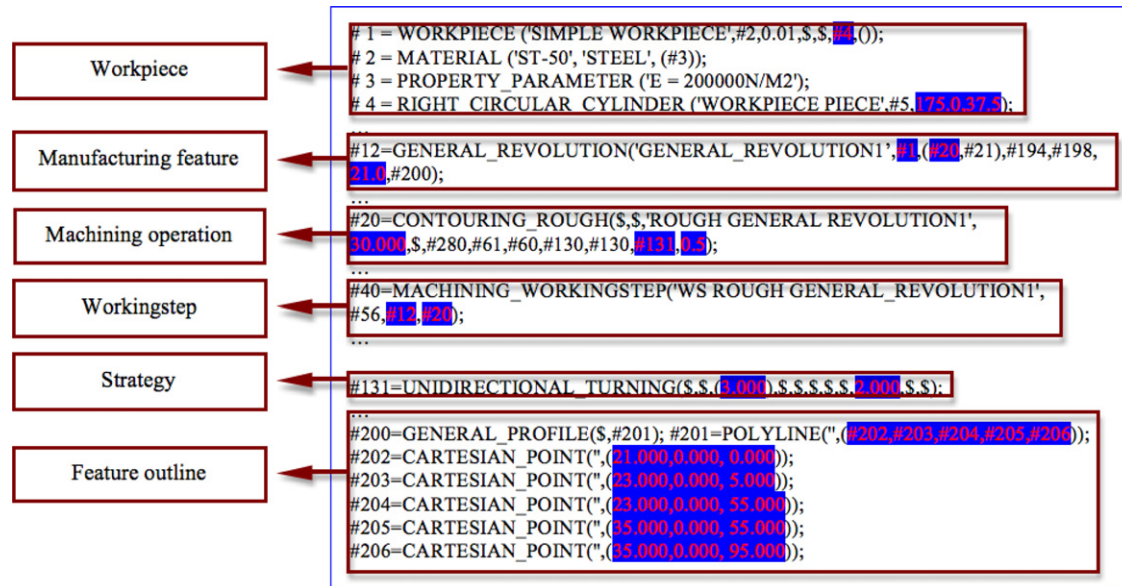 Workpiece
# 1 = WORKPIECE ('SIMPLE WORKPIECE',#2,0.01,$,$,#4,());
# 2 = MATERIAL ('ST-50', 'STEEL', (#3));
# 3 = PROPERTY_PARAMETER ('E = 200000N/M2');
# 4 = RIGHT_CIRCULAR_CYLINDER ('WORKPIECE PIECE',#5,175.0,37.5);
...
Manufacturing feature
#12=GENERAL_REVOLUTION('GENERAL_REVOLUTION1',#1,(#20,#21),#194,#198,
21.0,#200);
...
Machining operation
#20=CONTOURING_ROUGH($,$,'ROUGH GENERAL REVOLUTION1',
30.000,$,#280,#61,#60,#130,#130,#131,0.5);
...
Workingstep
#40=MACHINING_WORKINGSTEP('WS ROUGH GENERAL_REVOLUTION1',
#56,#12,#20);
...
Strategy
#131=UNIDIRECTIONAL_TURNING($,$,(3.000),$,$,$,$,$,2.000,$,$);
...
Feature outline
#200=GENERAL_PROFILE($,#201); #201=POLYLINE('',(#202,#203,#204,#205,#206));
#202=CARTESIAN_POINT('',(21.000,0.000, 0.000));
#203=CARTESIAN_POINT('',(23.000,0.000, 5.000));
#204=CARTESIAN_POINT('',(23.000,0.000, 55.000));
#205=CARTESIAN_POINT('',(35.000,0.000, 55.000));
#206=CARTESIAN_POINT('',(35.000,0.000, 95.000));